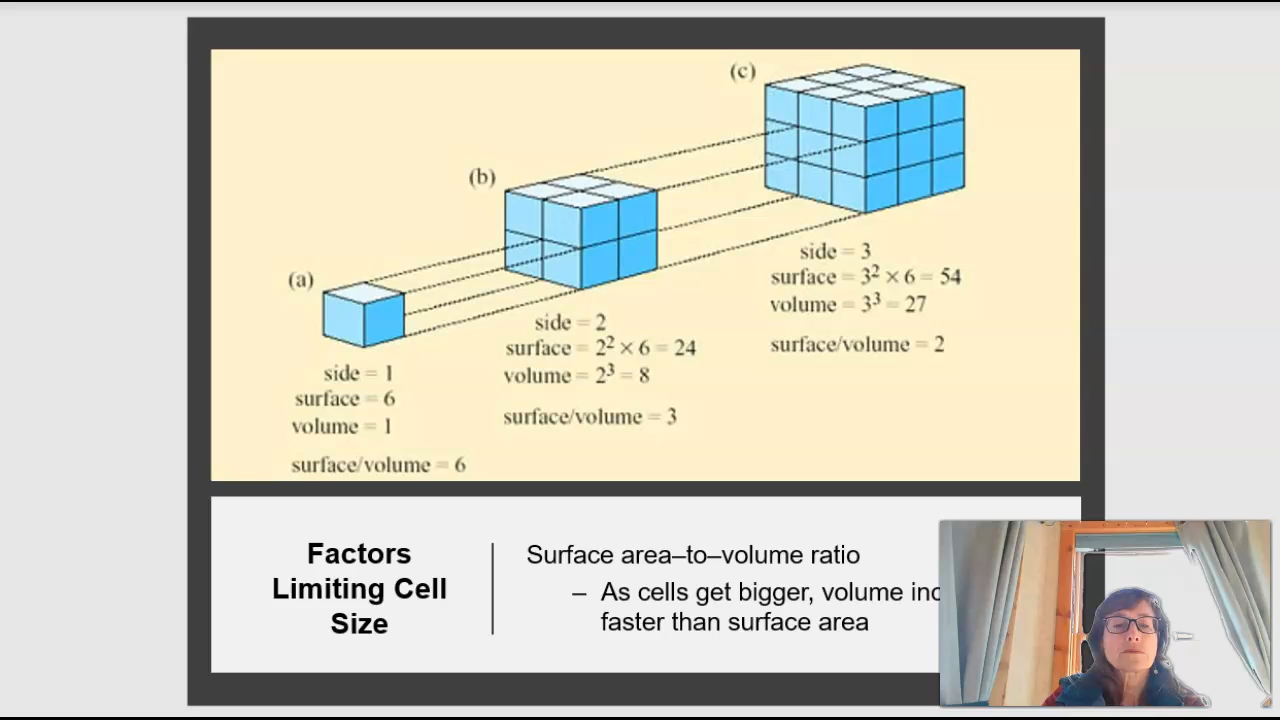 (a)
side = 1
surface = 6
volume = 1
surface/volume = 6
(b)
side = 2
surface = 2² × 6 = 24
volume = 2³ = 8
surface/volume = 3
(c)
side = 3
surface = 3² × 6 = 54
volume = 3³ = 27
surface/volume = 2
Factors
Limiting Cell
Size
Surface area–to–volume ratio
– As cells get bigger, volume inc
faster than surface area